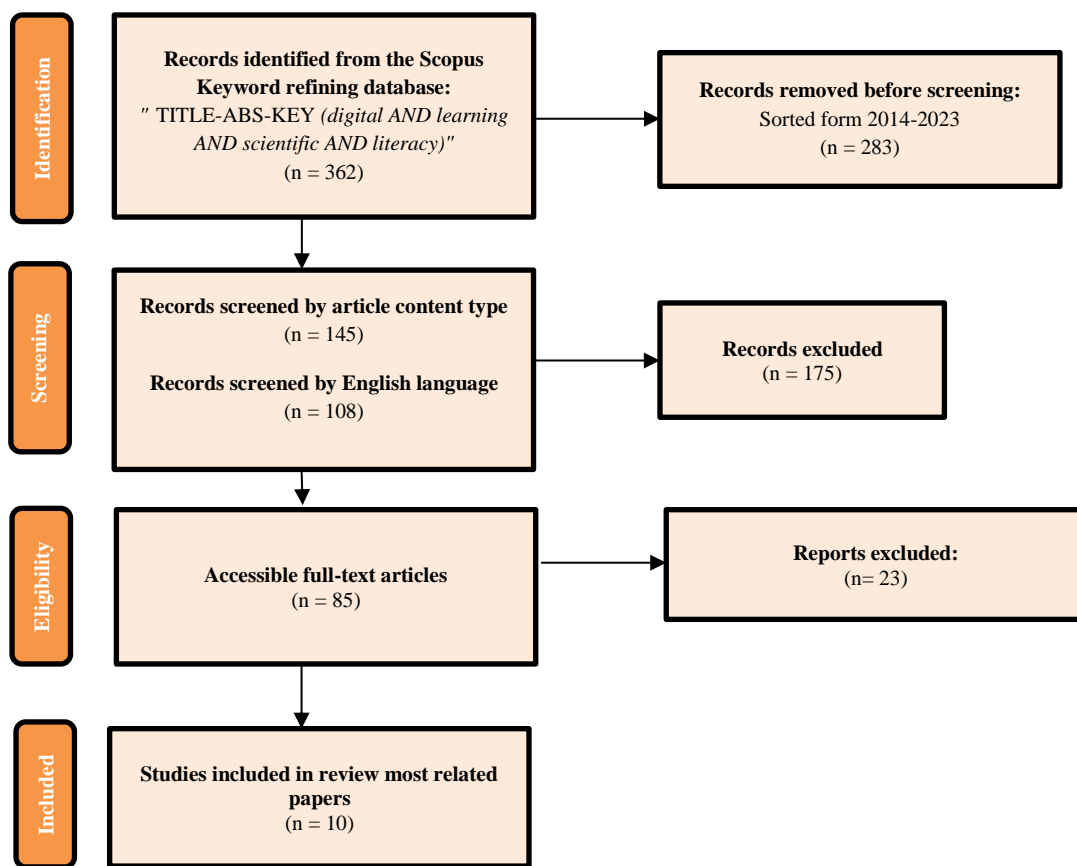 Identification
Records identified from the Scopus
Keyword refining database:
" TITLE-ABS-KEY (digital AND learning
AND scientific AND literacy)"
(n = 362)
Records removed before screening:
Sorted form 2014-2023
(n = 283)
Screening
Records screened by article content type
(n = 145)
Records screened by English language
(n = 108)
Records excluded
(n = 175)
Eligibility
Accessible full-text articles
(n = 85)
Reports excluded:
(n= 23)
Included
Studies included in review most related
papers
(n = 10)